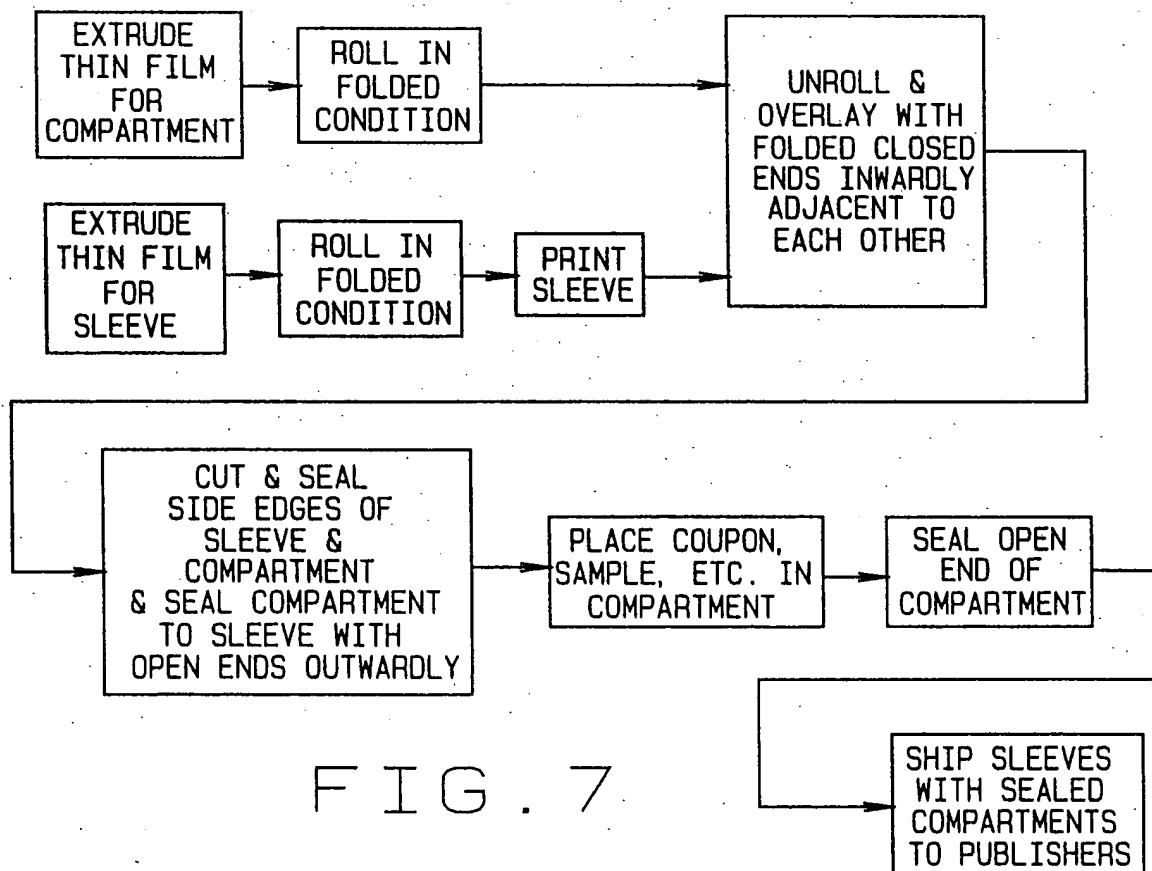 EXTRUDE
THIN FILM
FOR
COMPARTMENT
ROLL IN
FOLDED
CONDITION
UNROLL &
OVERLAY WITH
FOLDED CLOSED
ENDS INWARDLY
ADJACENT TO
EACH OTHER
EXTRUDE
THIN FILM
FOR
SLEEVE
ROLL IN
FOLDED
CONDITION
PRINT
SLEEVE
CUT & SEAL
SIDE EDGES OF
SLEEVE &
COMPARTMENT
& SEAL COMPARTMENT
TO SLEEVE WITH
OPEN ENDS OUTWARDLY
PLACE COUPON,
SAMPLE, ETC. IN
COMPARTMENT
SEAL OPEN
END OF
COMPARTMENT
SHIP SLEEVES
WITH SEALED
COMPARTMENTS
TO PUBLISHERS
FIG. 7